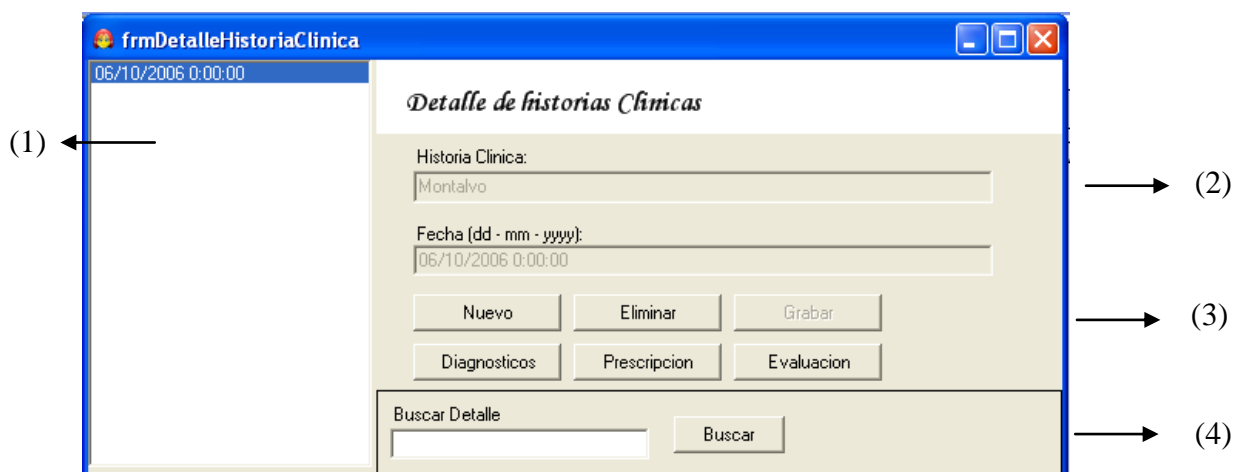 frmDetalleHistoriaClinica
06/10/2006 0:00:00
Detalle de historias Clinicas
(1)
Historia Clinica:
Montalvo
(2)
Fecha (dd - mm - yyyy):
06/10/2006 0:00:00
Nuevo Eliminar Grabar
(3)
Diagnosticos Prescripcion Evaluacion
Buscar Detalle
Buscar
(4)